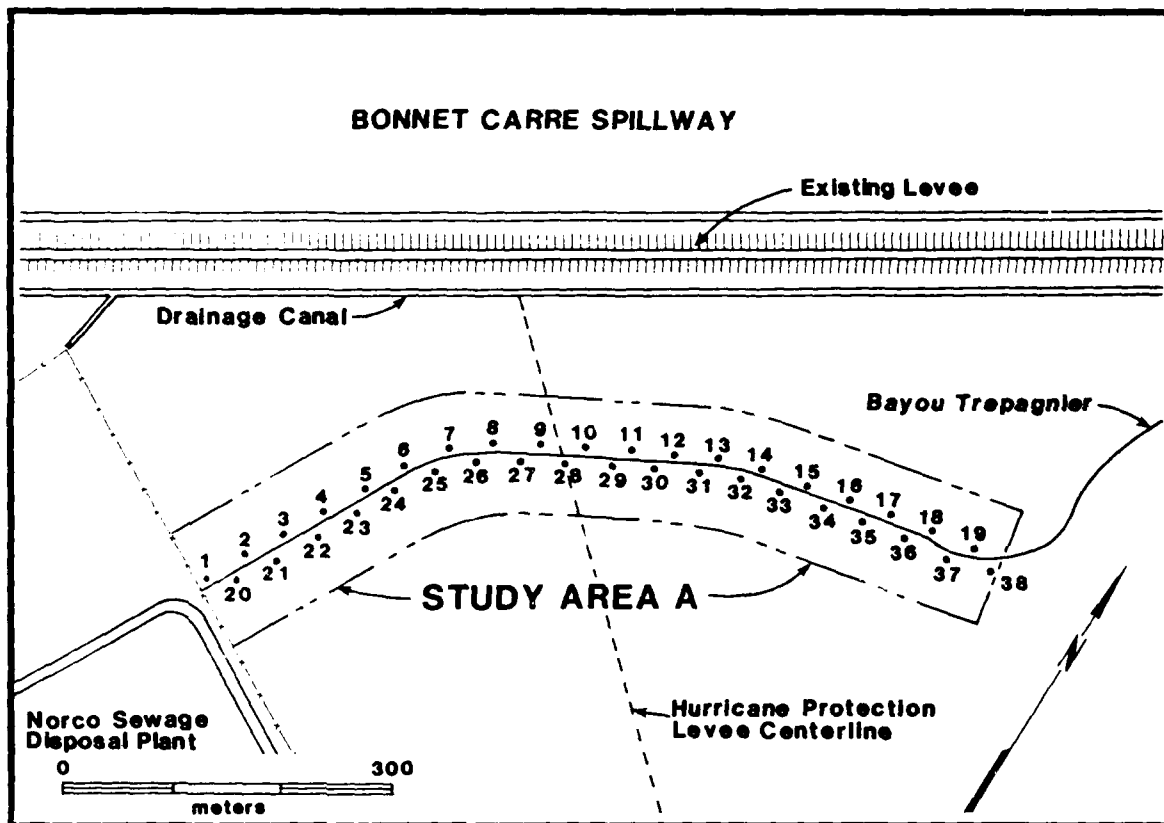 BONNET CARRE SPILLWAY
Existing Levee
Drainage Canal
Bayou Trepagnier
1 2 3 4 5 6 7 8 9 10 11 12 13 14 15 16 17 18 19
20 21 22 23 24 25 26 27 28 29 30 31 32 33 34 35 36 37 38
STUDY AREA A
N
Hurricane Protection
Levee Centerline
Norco Sewage
Disposal Plant
0 300
meters